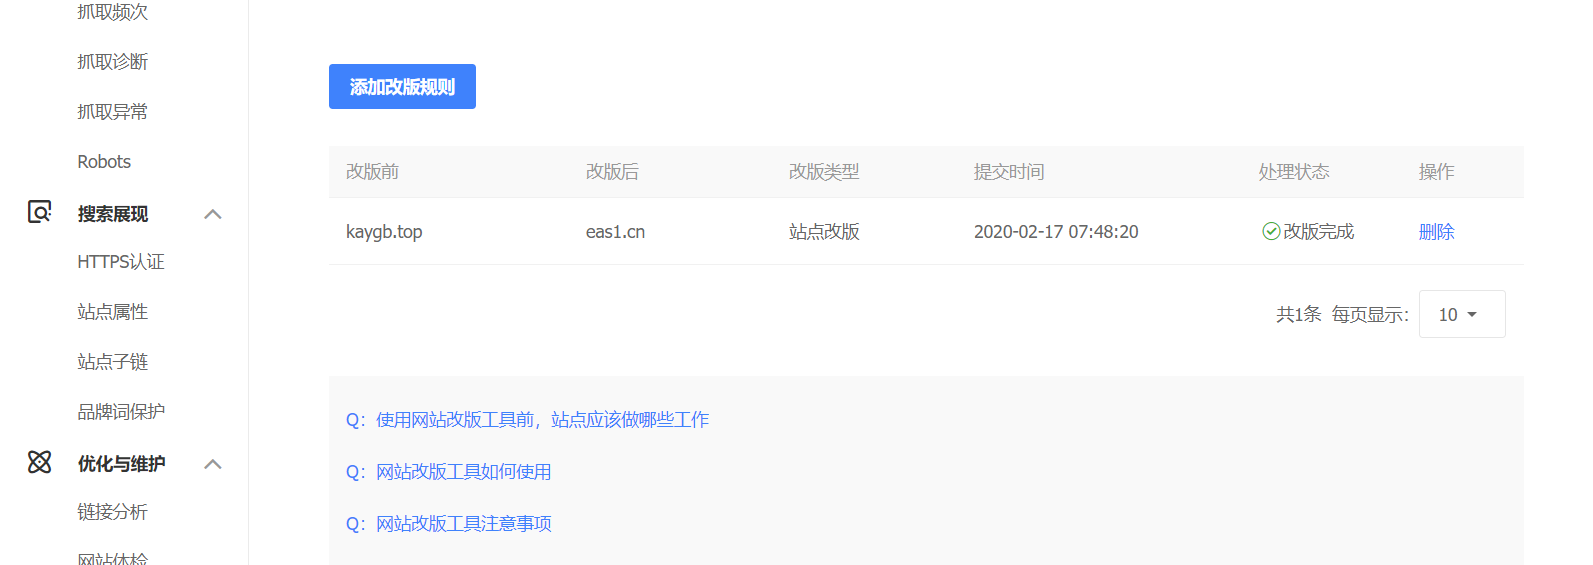 抓取频次
抓取诊断
抓取异常
Robots
搜索展现
HTTPS认证
站点属性
站点子链
品牌词保护
优化与维护
链接分析
网站体检
添加改版规则
改版前 改版后 改版类型 提交时间 处理状态 操作
kaygb.top eas1.cn 站点改版 2020-02-17 07:48:20 改版完成 删除
共1条 每页显示: 10
Q：使用网站改版工具前，站点应该做哪些工作
Q：网站改版工具如何使用
Q：网站改版工具注意事项